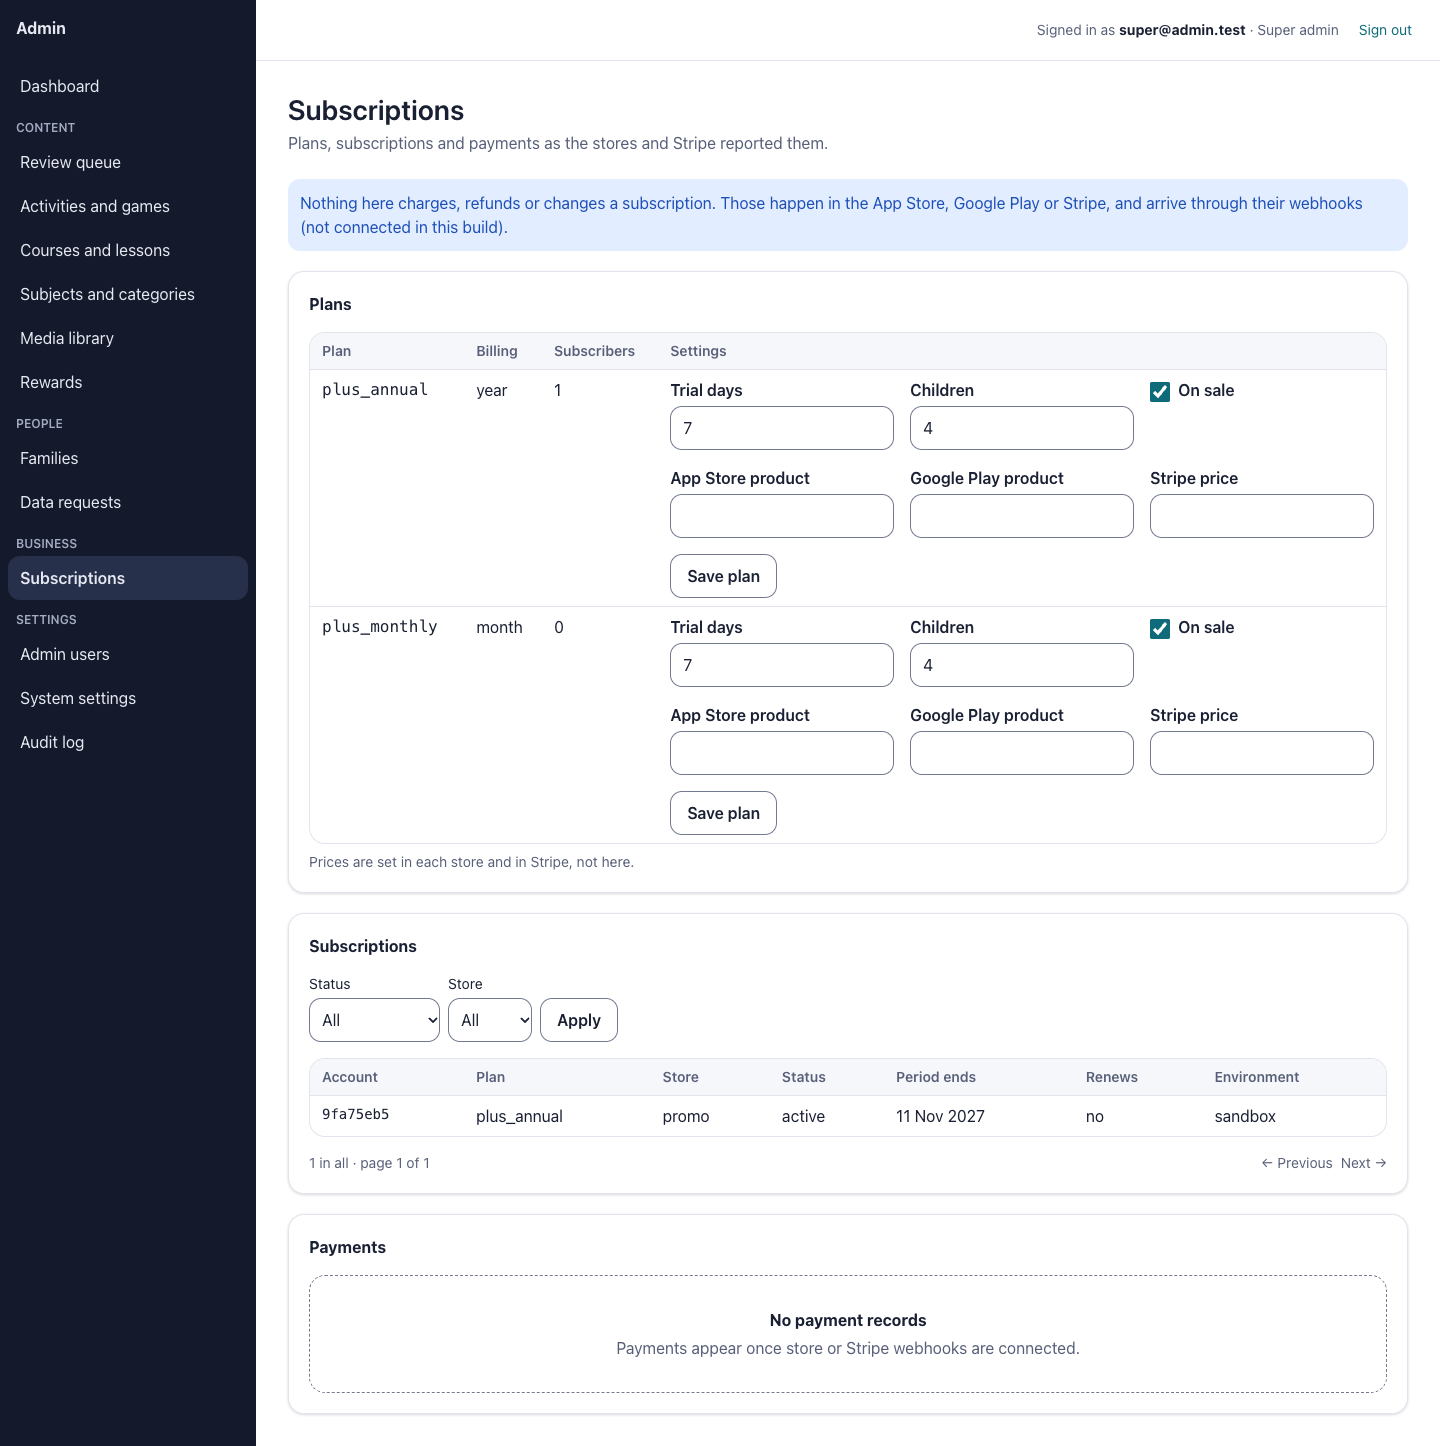 Admin
Signed in as super@admin.test · Super admin Sign out
Dashboard
CONTENT
Review queue
Activities and games
Courses and lessons
Subjects and categories
Media library
Rewards
PEOPLE
Families
Data requests
BUSINESS
Subscriptions
SETTINGS
Admin users
System settings
Audit log
Subscriptions
Plans, subscriptions and payments as the stores and Stripe reported them.
Nothing here charges, refunds or changes a subscription. Those happen in the App Store, Google Play or Stripe, and arrive through their webhooks
(not connected in this build).
Plans
Plan Billing Subscribers Settings
plus_annual year 1 Trial days Children On sale
7 4
App Store product Google Play product Stripe price
Save plan
plus_monthly month 0 Trial days Children On sale
7 4
App Store product Google Play product Stripe price
Save plan
Prices are set in each store and in Stripe, not here.
Subscriptions
Status Store
All All Apply
Account Plan Store Status Period ends Renews Environment
9fa75eb5 plus_annual promo active 11 Nov 2027 no sandbox
1 in all · page 1 of 1 ← Previous Next →
Payments
No payment records
Payments appear once store or Stripe webhooks are connected.